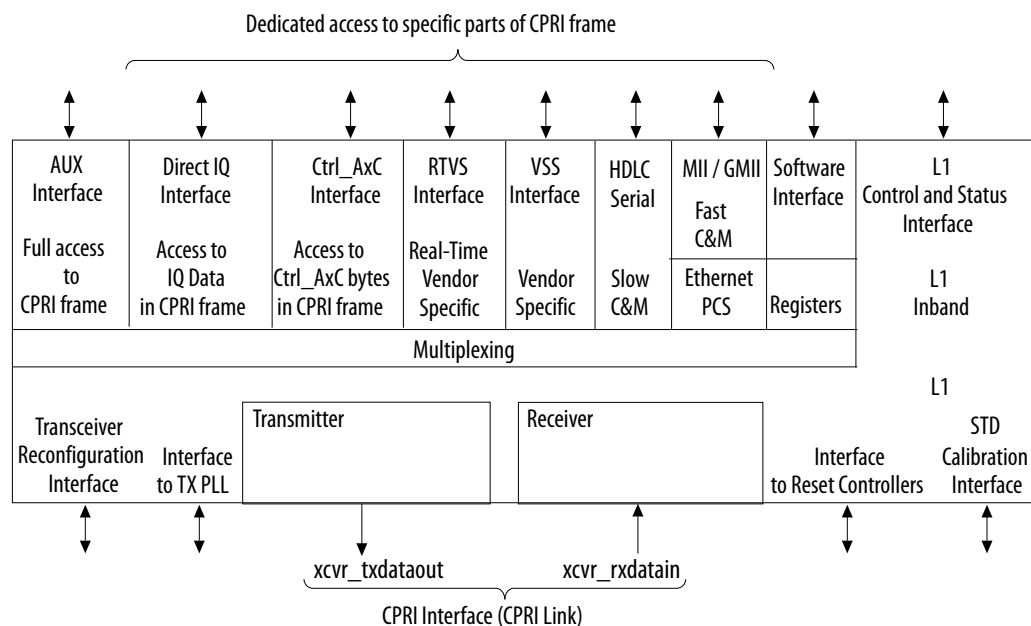 Dedicated access to specific parts of CPRI frame
AUX
Interface
Full access
to
CPRI frame
Direct IQ
Interface
Access to
IQ Data
in CPRI frame
Ctrl_AxC
Interface
Access to
Ctrl_AxC bytes
in CPRI frame
RTVS
Interface
Real-Time
Vendor
Specific
VSS
Interface
Vendor
Specific
HDLC
Serial
Slow
C&M
MII / GMII
Fast
C&M
Ethernet
PCS
Software
Interface
Registers
L1
Control and Status
Interface
L1
Inband
Multiplexing
L1
Transceiver
Reconfiguration
Interface
Interface
to TX PLL
Transmitter
Receiver
Interface
to Reset Controllers
STD
Calibration
Interface
xcvr_txdataout
xcvr_rxdatain
CPRI Interface (CPRI Link)